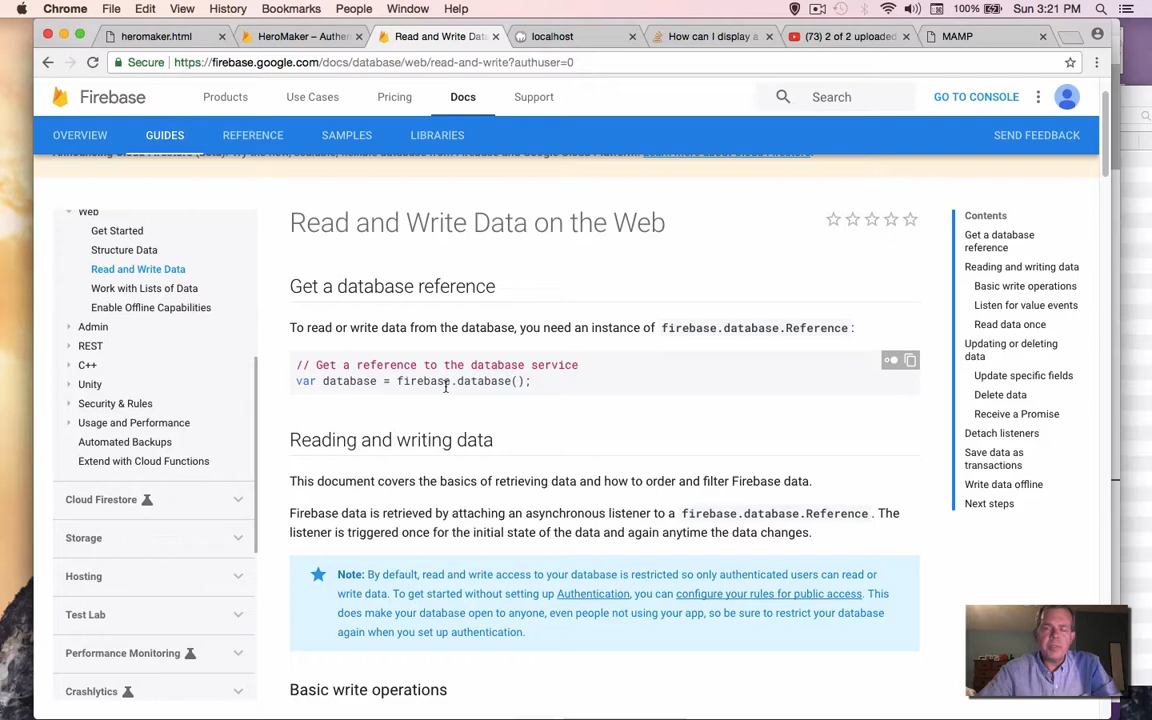 Chrome File Edit View History Bookmarks People Window Help 100% Sun 3:21 PM
heromaker.html
HeroMaker – Authen
Read and Write Data
localhost
How can I display a
(73) 2 of 2 uploaded
MAMP
Secure https://firebase.google.com/docs/database/web/read-and-write?authuser=0
Firebase Products Use Cases Pricing Docs Support Search GO TO CONSOLE
OVERVIEW GUIDES REFERENCE SAMPLES LIBRARIES SEND FEEDBACK
Web
Get Started
Structure Data
Read and Write Data
Work with Lists of Data
Enable Offline Capabilities
Admin
REST
C++
Unity
Security & Rules
Usage and Performance
Automated Backups
Extend with Cloud Functions
Cloud Firestore
Storage
Hosting
Test Lab
Performance Monitoring
Crashlytics
Read and Write Data on the Web
Get a database reference
To read or write data from the database, you need an instance of firebase.database.Reference:
// Get a reference to the database service
var database = firebase.database();
Reading and writing data
This document covers the basics of retrieving data and how to order and filter Firebase data.
Firebase data is retrieved by attaching an asynchronous listener to a firebase.database.Reference. The
listener is triggered once for the initial state of the data and again anytime the data changes.
Note: By default, read and write access to your database is restricted so only authenticated users can read or
write data. To get started without setting up Authentication, you can configure your rules for public access. This
does make your database open to anyone, even people not using your app, so be sure to restrict your database
again when you set up authentication.
Basic write operations
Contents
Get a database
reference
Reading and writing data
Basic write operations
Listen for value events
Read data once
Updating or deleting
data
Update specific fields
Delete data
Receive a Promise
Detach listeners
Save data as
transactions
Write data offline
Next steps